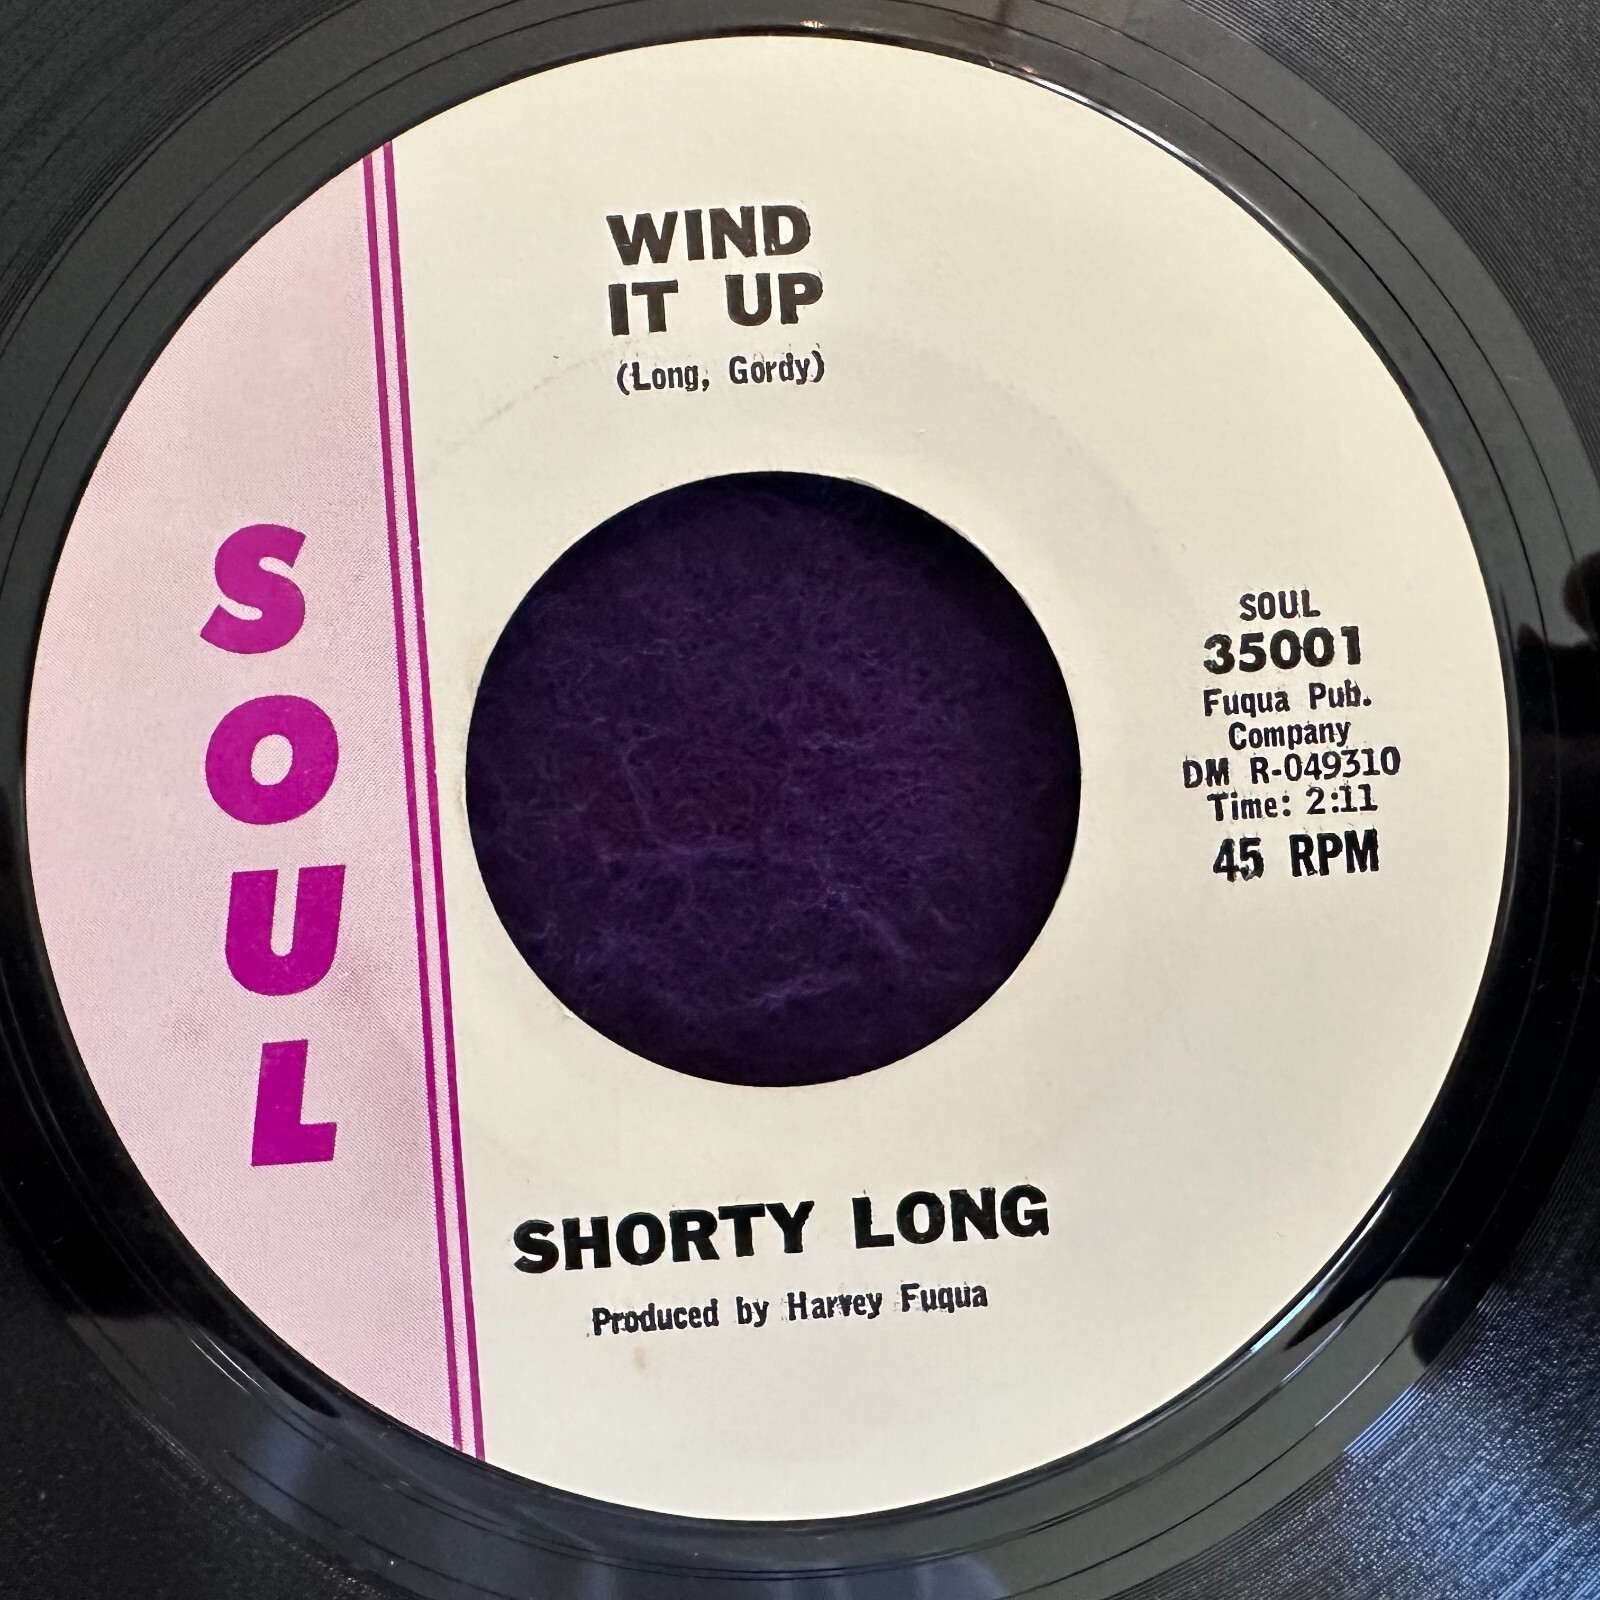 WIND
IT UP
(Long, Gordy)
SOUL
SOUL
35001
Fuqua Pub.
Company
DM R-049310
Time: 2:11
45 RPM
SHORTY LONG
Produced by Harvey Fuqua